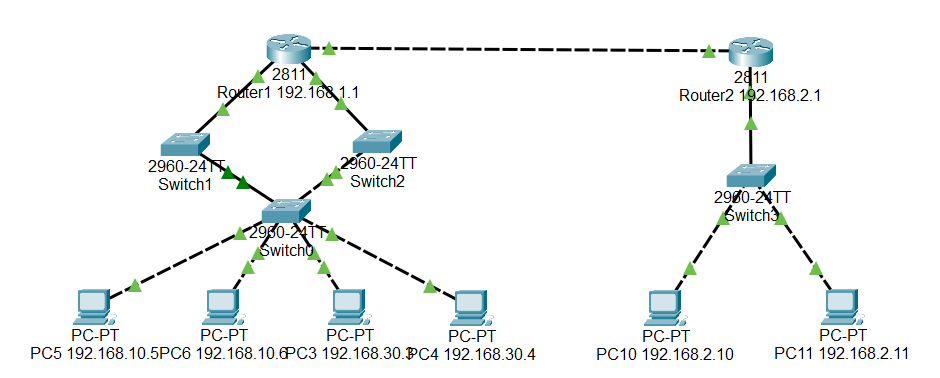 2811
Router1 192.168.1.1
2811
Router2 192.168.2.1
2960-24TT
Switch1
2960-24TT
Switch2
2960-24TT
Switch3
2960-24TT
Switch0
PC-PT
PC5 192.168.10.5
PC-PT
PC6 192.168.10.6
PC-PT
PC3 192.168.30.3
PC-PT
PC4 192.168.30.4
PC-PT
PC10 192.168.2.10
PC-PT
PC11 192.168.2.11